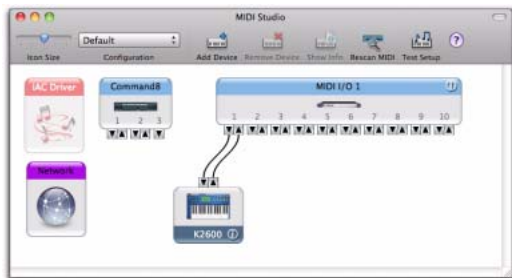 MIDI Studio
Default
Icon Size
Configuration
Add Device
Remove Device
Show Info
Rescan MIDI
Test Setup
?
IAC Driver
Command8
1 2 3
MIDI I/O 1
1 2 3 4 5 6 7 8 9 10
Network
K2600